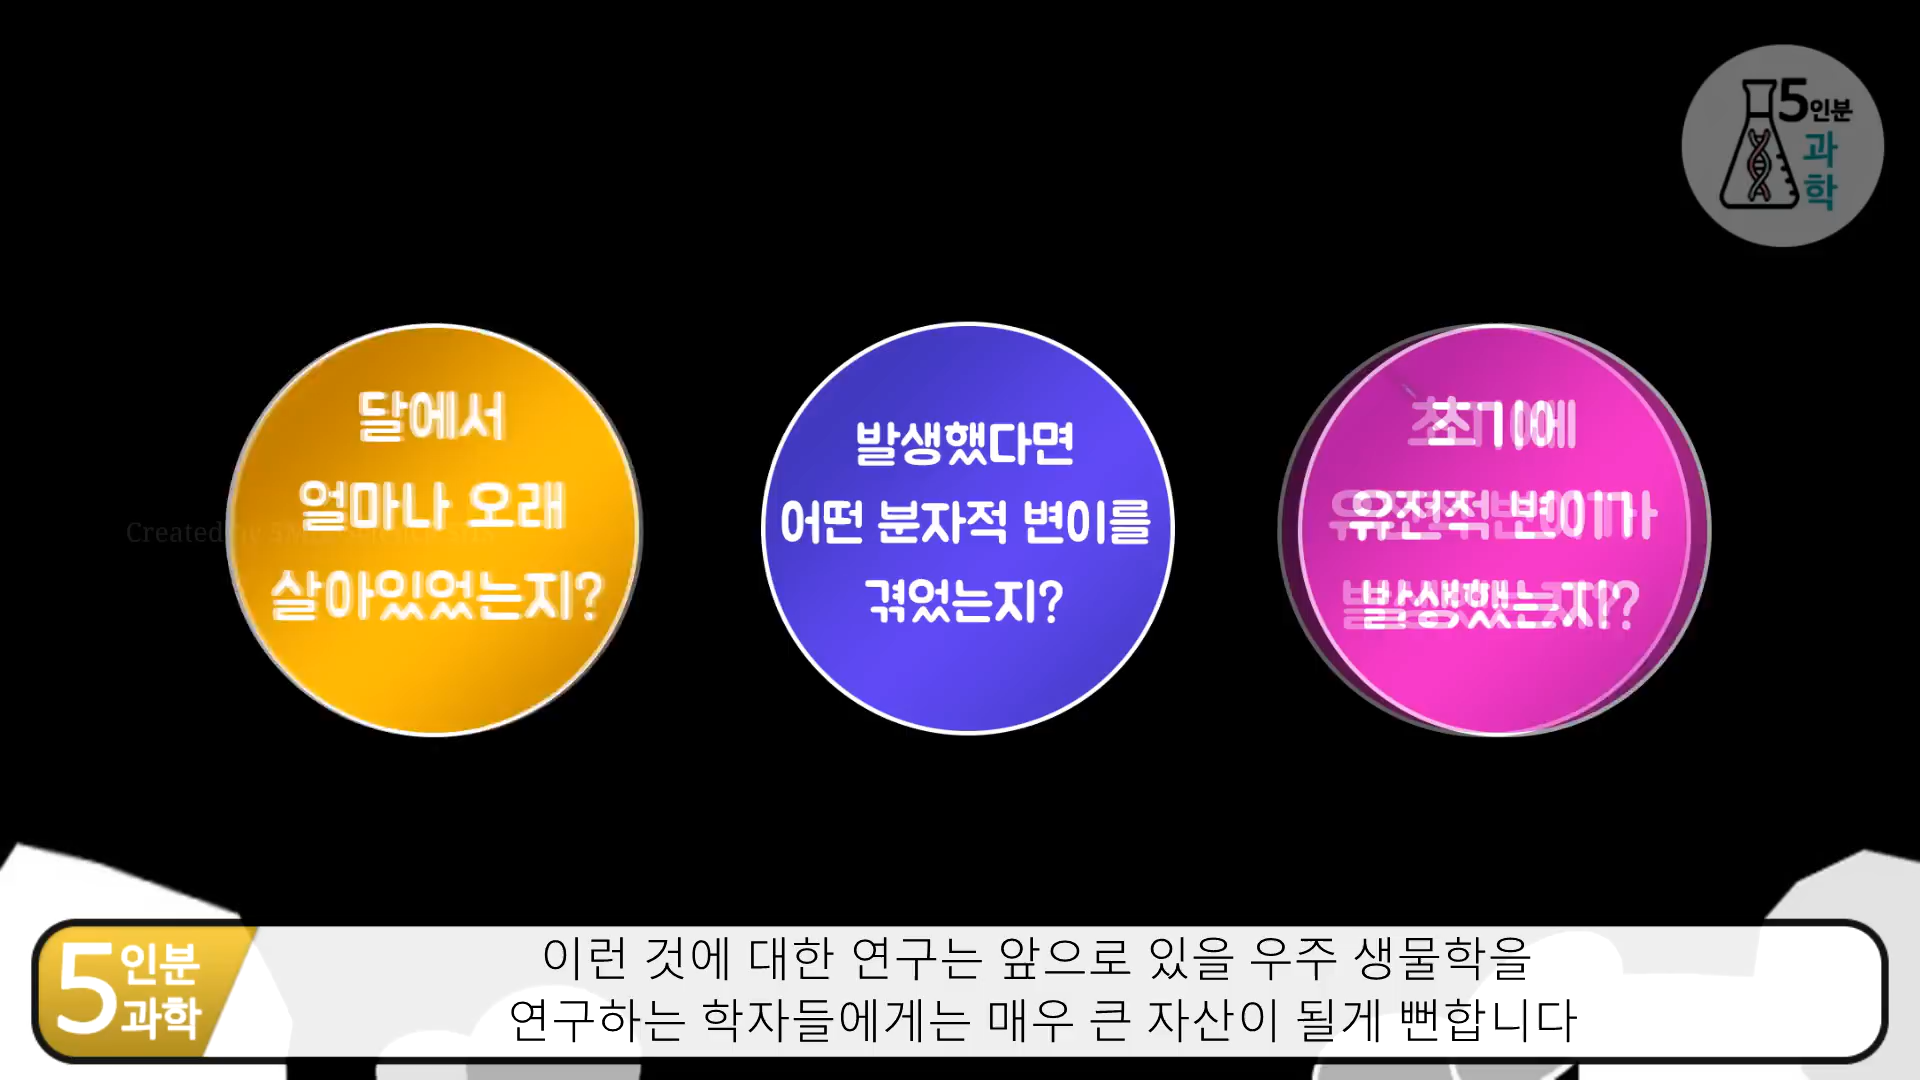 5인분
과
학
달에서
얼마나 오래
살아있었는지?
발생했다면
어떤 분자적 변이를
겪었는지?
초기에
유전적 변이가
발생했는지?
Created by
5인분
과학
이런 것에 대한 연구는 앞으로 있을 우주 생물학을
연구하는 학자들에게는 매우 큰 자산이 될게 뻔합니다